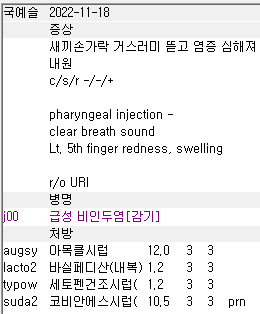 국예슬 2022-11-18
증상
새끼손가락 거스러미 뜯고 염증 심해져
내원
c/s/r -/-/+
pharyngeal injection -
clear breath sound
Lt, 5th finger redness, swelling
r/o URI
병명
j00 급성 비인두염[감기]
처방
augsy 아목클시럽 12,0 3 3
lacto2 바실페디산(내복) 1,2 3 3
typow 세토펜건조시럽( 1,2 3 3
suda2 코비안에스시럽( 10,5 3 3 prn